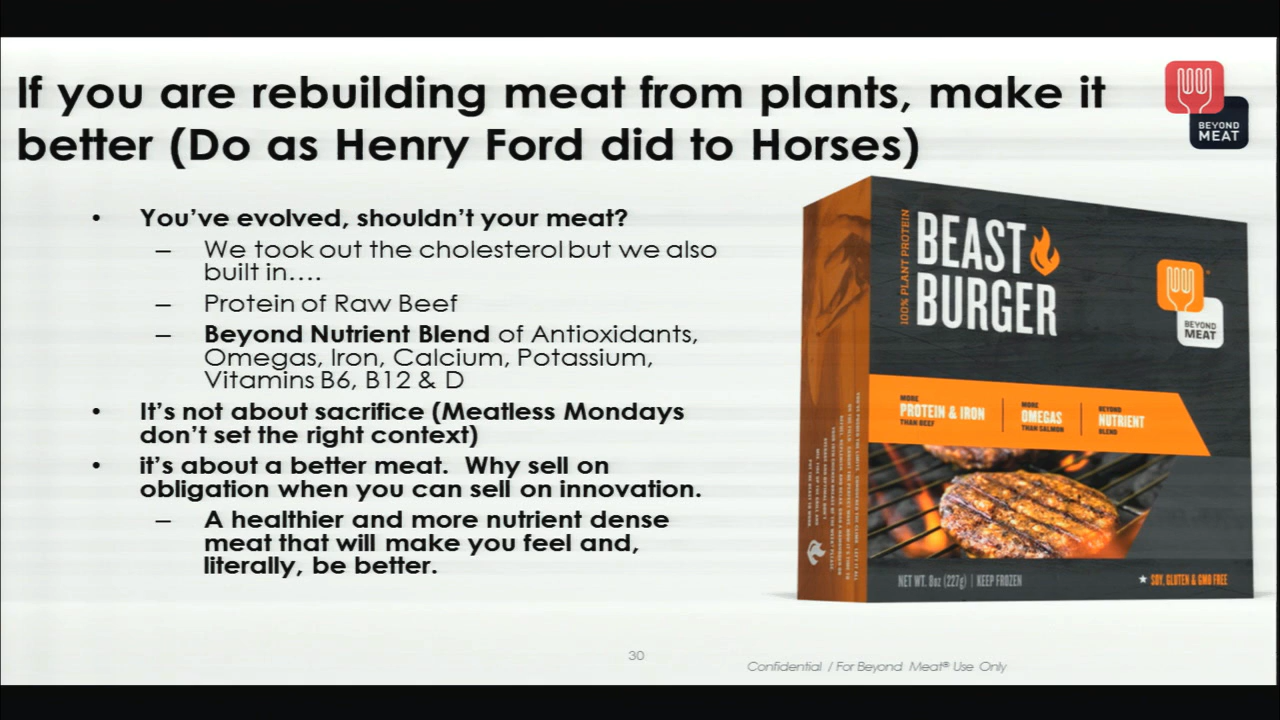 If you are rebuilding meat from plants, make it
better (Do as Henry Ford did to Horses)
BEYOND
MEAT
• You’ve evolved, shouldn’t your meat?
– We took out the cholesterol but we also
built in….
– Protein of Raw Beef
– Beyond Nutrient Blend of Antioxidants,
Omegas, Iron, Calcium, Potassium,
Vitamins B6, B12 & D
• It’s not about sacrifice (Meatless Mondays
don’t set the right context)
• it’s about a better meat.  Why sell on
obligation when you can sell on innovation.
– A healthier and more nutrient dense
meat that will make you feel and,
literally, be better.
100% PLANT PROTEIN
BEAST
BURGER
BEYOND
MEAT
MORE
PROTEIN & IRON
THAN BEEF
MORE
OMEGAS
THAN SALMON
BEYOND
NUTRIENT
BLEND
NET WT. 8oz (227g) | KEEP FROZEN
★ SOY, GLUTEN & GMO FREE
30
Confidential / For Beyond Meat® Use Only